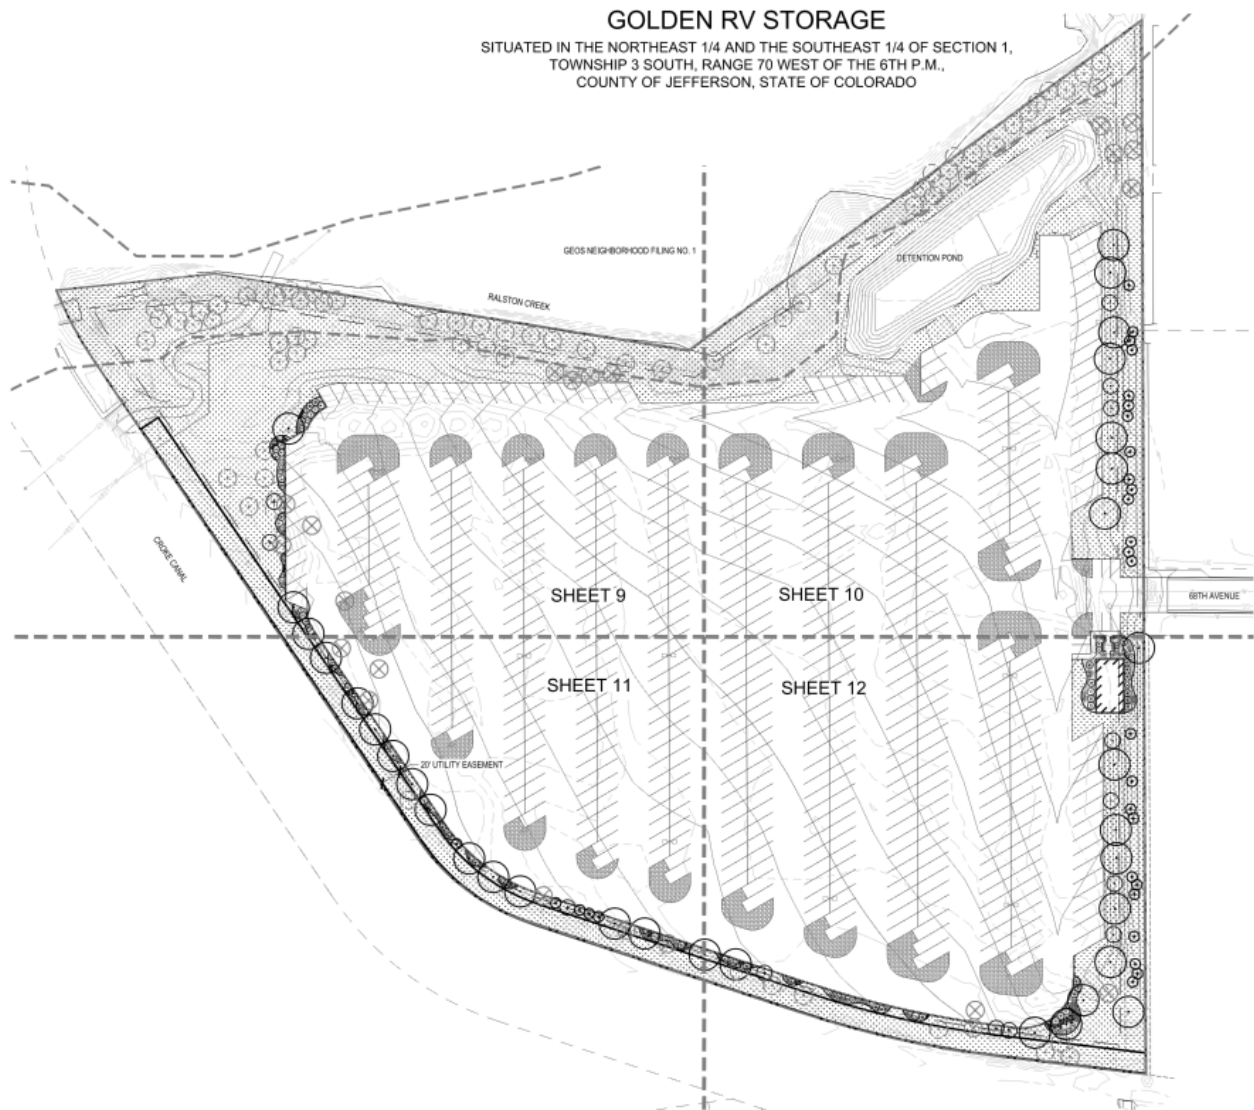 GOLDEN RV STORAGE
SITUATED IN THE NORTHEAST 1/4 AND THE SOUTHEAST 1/4 OF SECTION 1,
TOWNSHIP 3 SOUTH, RANGE 70 WEST OF THE 6TH P.M.,
COUNTY OF JEFFERSON, STATE OF COLORADO
GEOS NEIGHBORHOOD FILING NO. 1
DETENTION POND
RALSTON CREEK
CROKE CANAL
SHEET 9
SHEET 10
68TH AVENUE
SHEET 11
SHEET 12
20' UTILITY EASEMENT